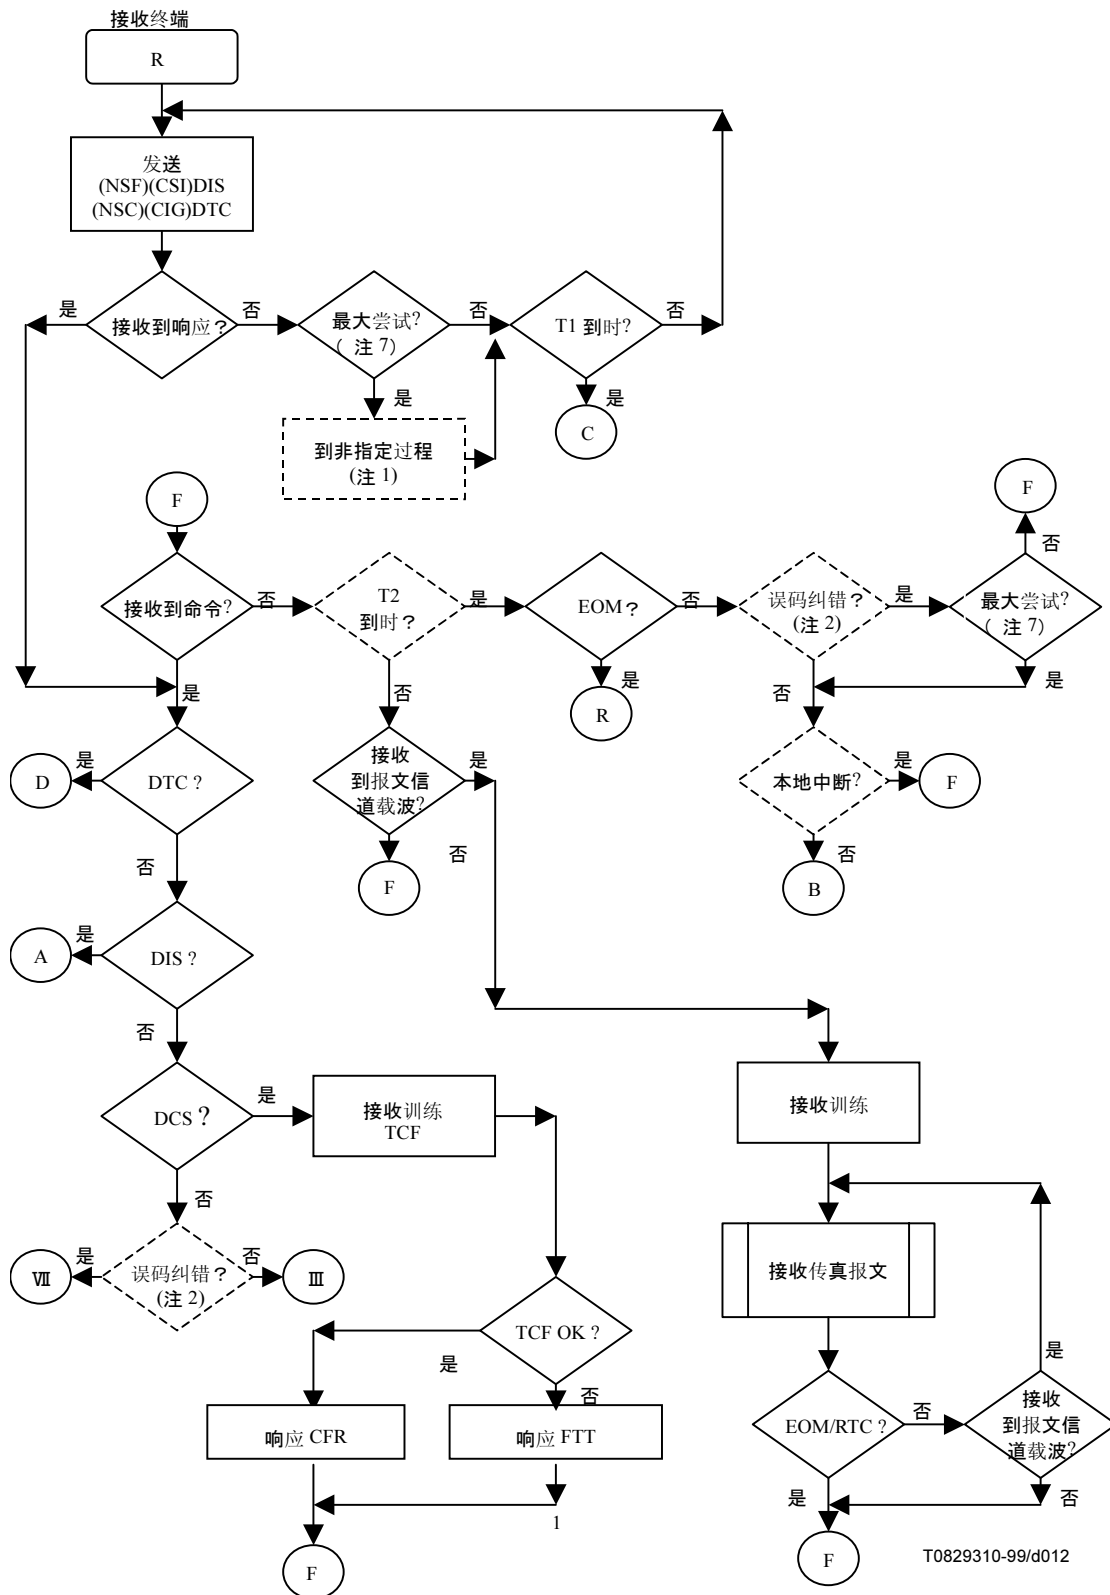 接收终端
R
发送
(NSF)(CSI)DIS
(NSC)(CIG)DTC
是
接收到响应？
否
最大尝试?
( 注 7)
否
T1 到时?
否
是
是
C
到非指定过程
(注 1)
F
F
否
接收到命令?
否
T2
到时？
是
EOM？
否
误码纠错？
(注 2)
是
最大尝试?
( 注 7)
是
否
是
R
否
是
D
是
DTC？
接收
到报文信
道载波?
是
本地中断?
是
F
否
否
否
F
B
A
是
DIS？
否
DCS？
是
接收训练
TCF
接收训练
否
Ⅶ
是
误码纠错？
(注 2)
否
Ⅲ
接收传真报文
TCF OK？
是
否
是
响应 CFR
响应 FTT
EOM/RTC？
否
接收
到报文信
道载波?
是
否
1
F
F
T0829310-99/d012